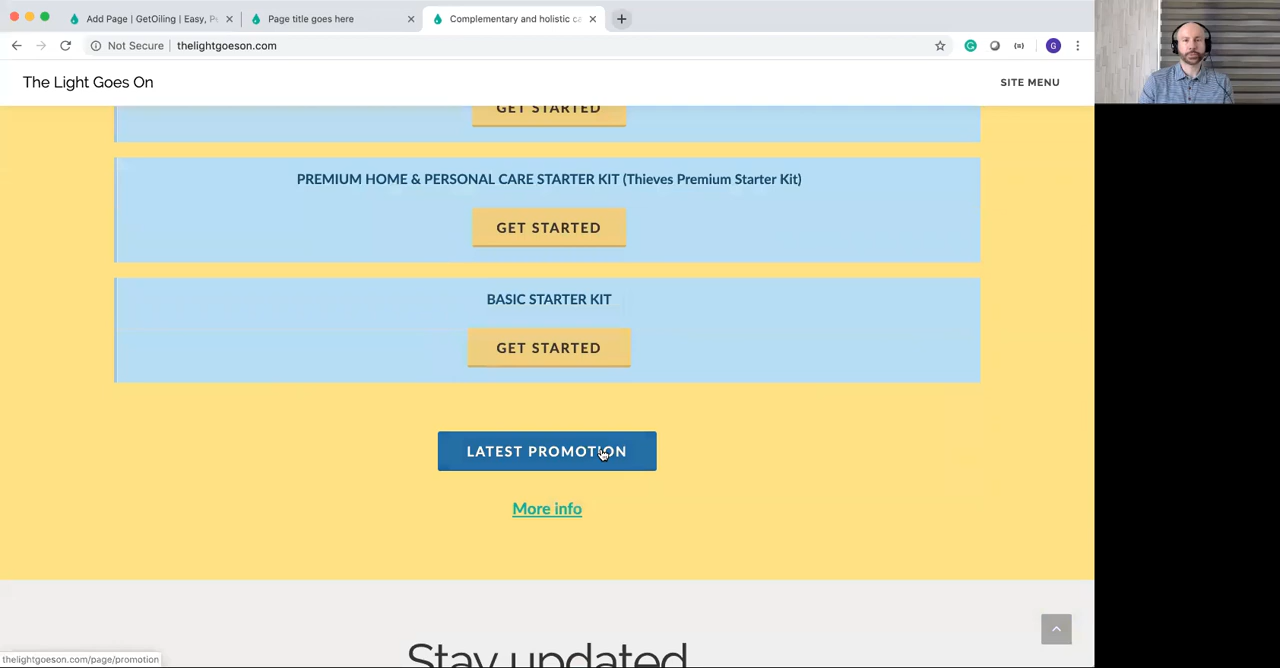 Add Page | GetOiling | Easy, P
Page title goes here
Complementary and holistic ca
Not Secure | thelightgoeson.com
G
The Light Goes On
SITE MENU
GET STARTED
PREMIUM HOME & PERSONAL CARE STARTER KIT (Thieves Premium Starter Kit)
GET STARTED
BASIC STARTER KIT
GET STARTED
LATEST PROMOTION
More info
Stay updated
thelightgoeson.com/page/promotion